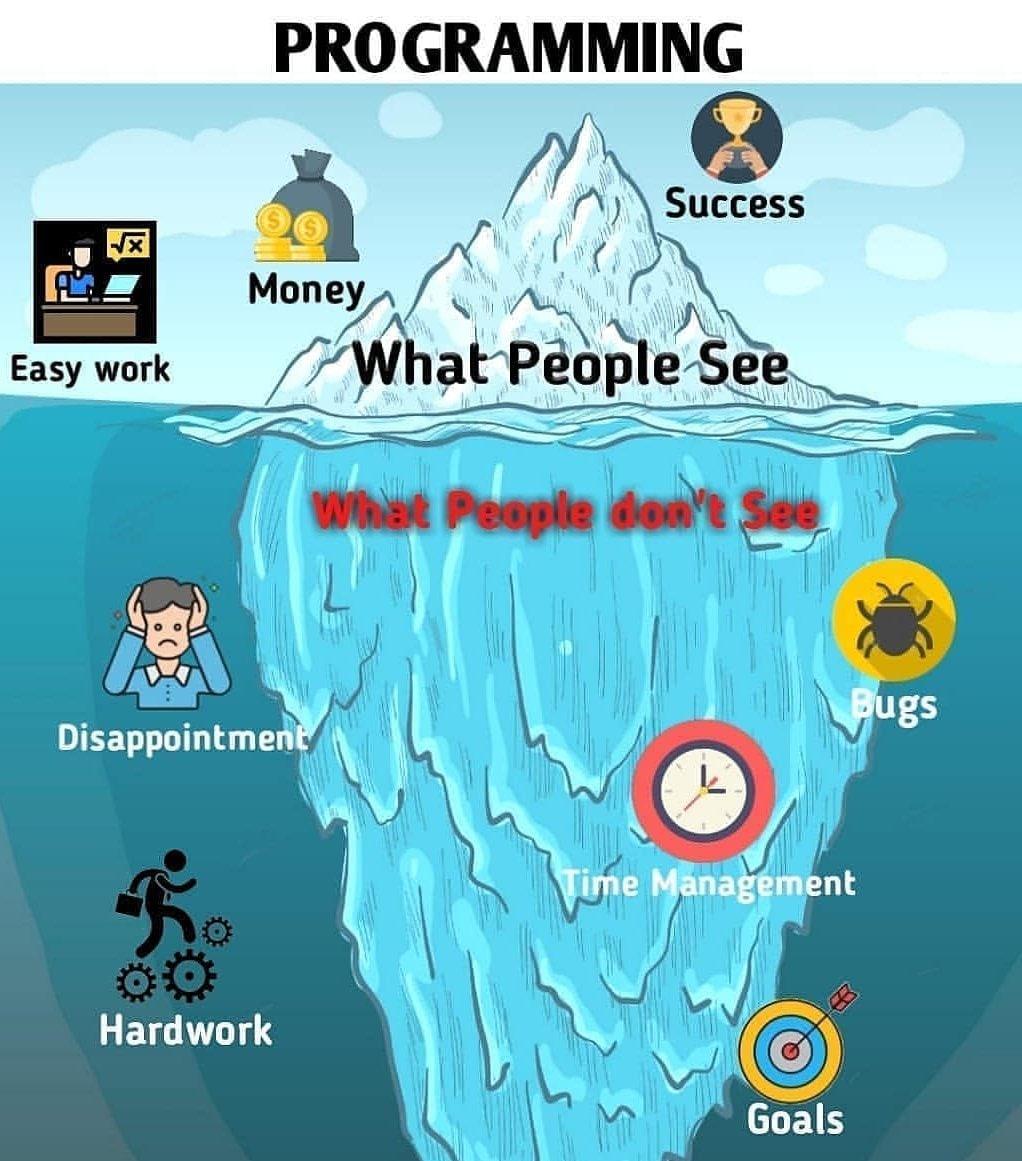 PROGRAMMING
Success
Money
Easy work
√x
$ $
What People See
What People don't See
Disappointment
Bugs
Time Management
Hardwork
Goals